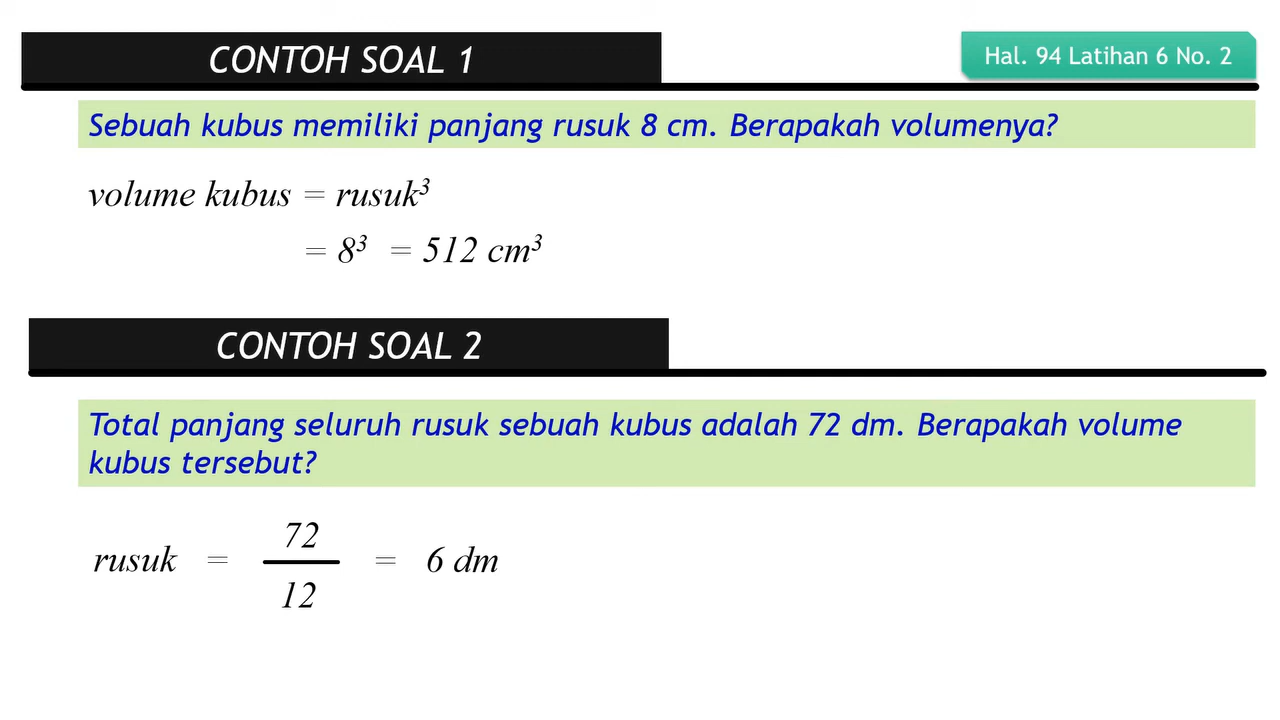 CONTOH SOAL 1
Hal. 94 Latihan 6 No. 2
Sebuah kubus memiliki panjang rusuk 8 cm. Berapakah volumenya?
volume kubus = rusuk³
= 8³ = 512 cm³
CONTOH SOAL 2
Total panjang seluruh rusuk sebuah kubus adalah 72 dm. Berapakah volume
kubus tersebut?
72
rusuk = = 6 dm
12